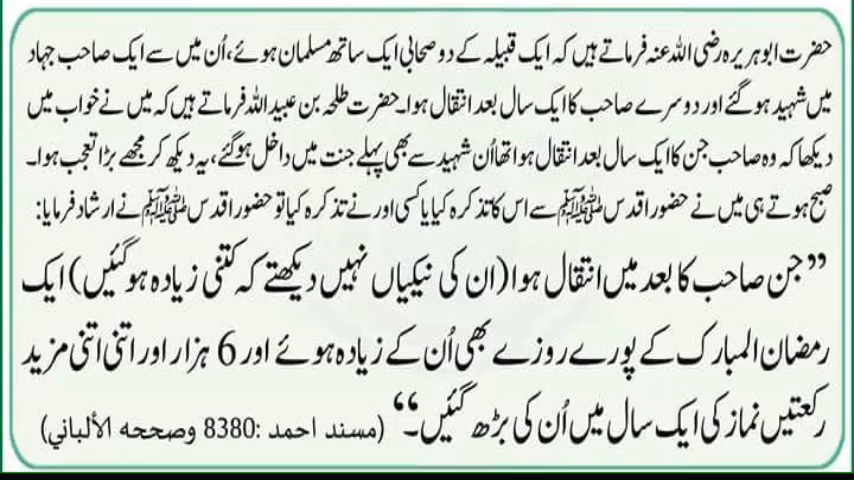 حضرت ابوہریرہ رضی اللہ عنہ فرماتے ہیں کہ ایک قبیلہ کے دو صحابی ایک ساتھ مسلمان ہوئے، اُن میں سے ایک صاحب جہاد
میں شہید ہو گئے اور دوسرے صاحب کا ایک سال بعد انتقال ہوا۔ حضرت طلحہ بن عبید اللہ فرماتے ہیں کہ میں نے خواب میں
دیکھا کہ وہ صاحب جن کا ایک سال بعد انتقال ہوا تھا اُن شہید سے بھی پہلے جنت میں داخل ہو گئے، یہ دیکھ کر مجھے بڑا تعجب ہوا۔
صبح ہوتے ہی میں نے حضور اقدس ﷺ سے اس کا تذکرہ کیا یا کسی اور نے تذکرہ کیا تو حضور اقدس ﷺ نے ارشاد فرمایا:
”جن صاحب کا بعد میں انتقال ہوا (ان کی نیکیاں نہیں دیکھتے کہ کتنی زیادہ ہو گئیں) ایک
رمضان المبارک کے پورے روزے بھی اُن کے زیادہ ہوئے اور 6 ہزار اور اتنی اتنی مزید
رکعتیں نماز کی ایک سال میں اُن کی بڑھ گئیں۔“ (مسند احمد :8380 وصححه الألباني)